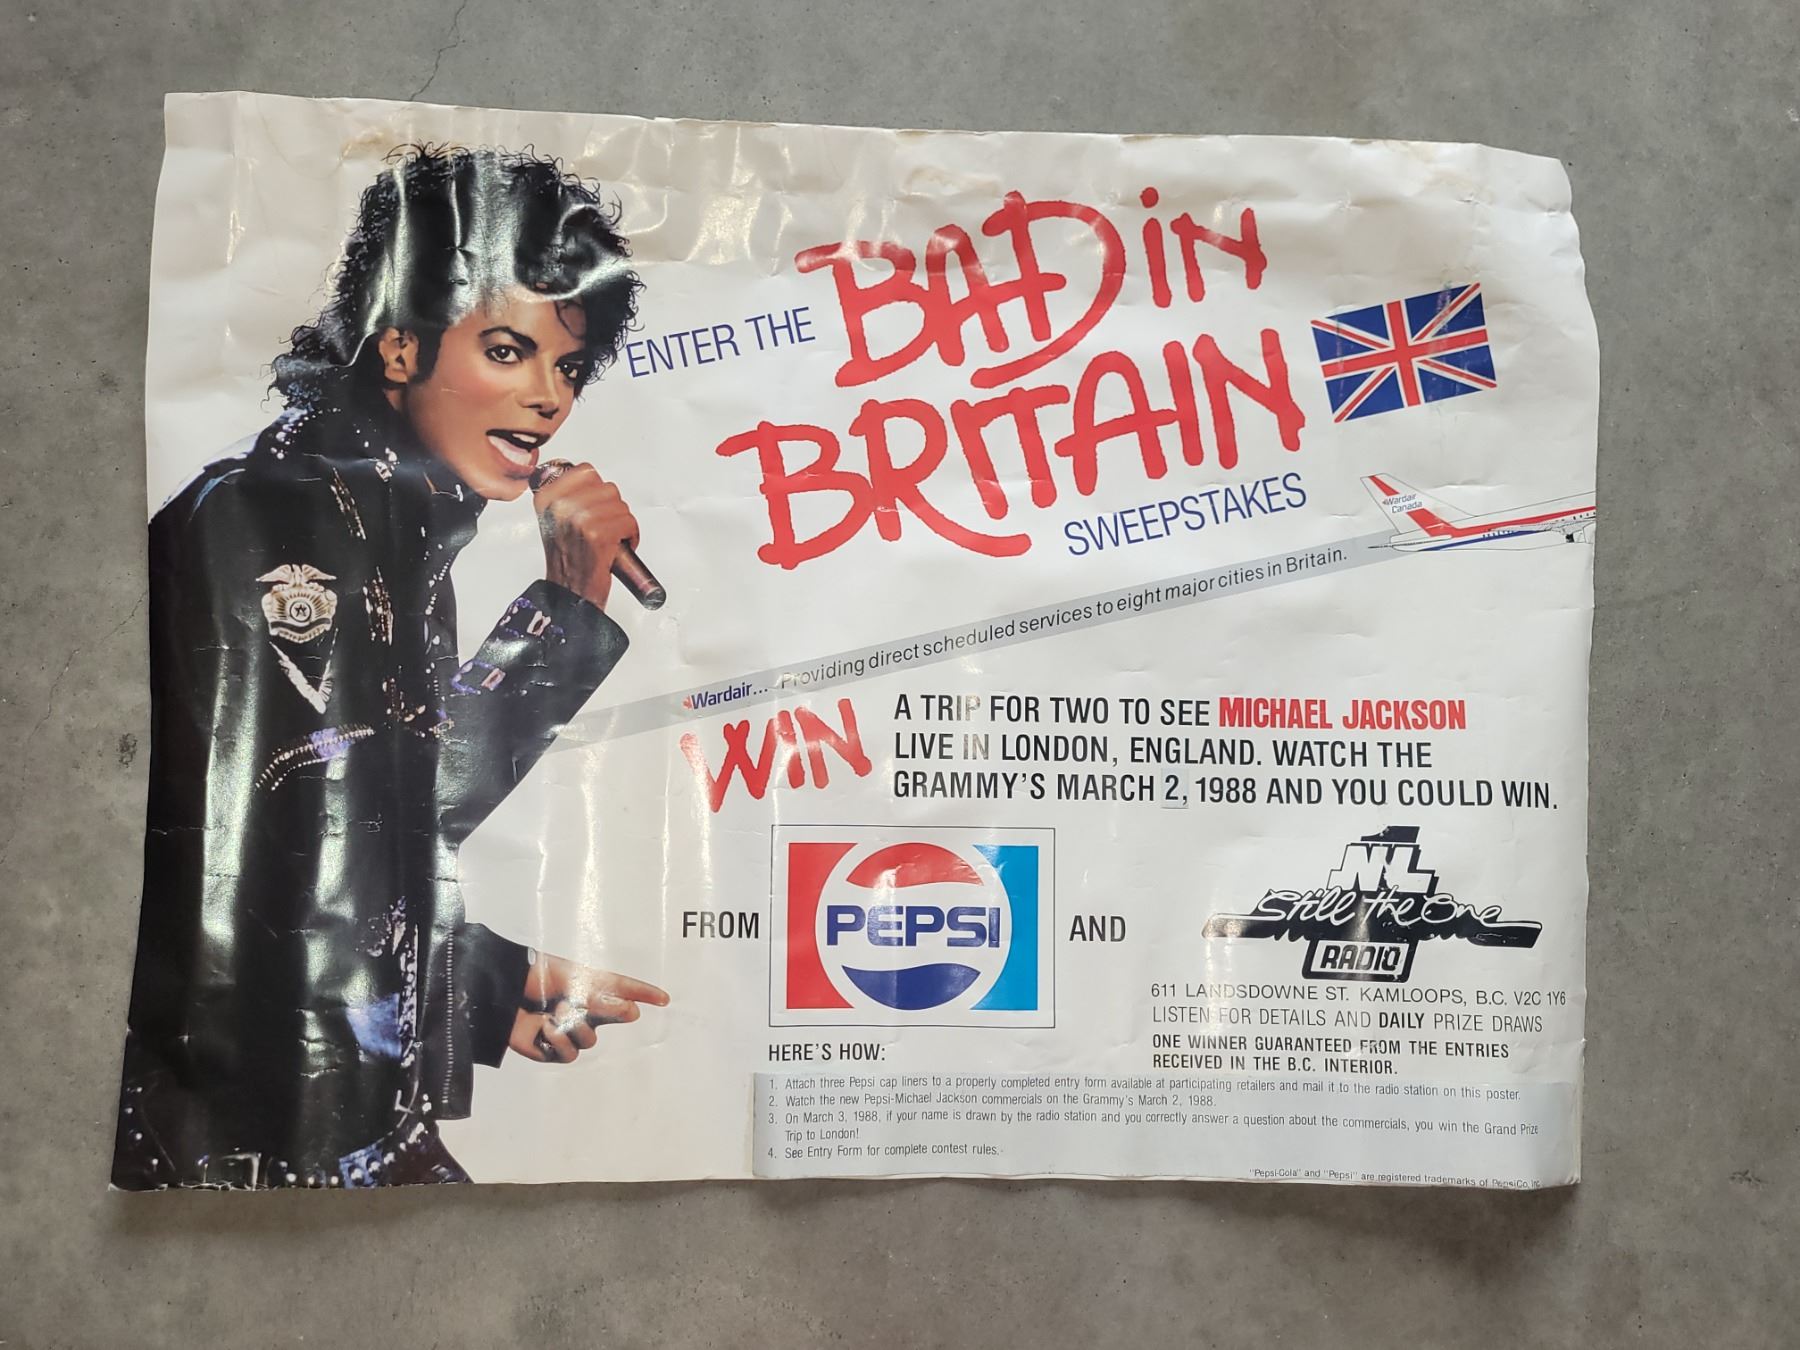 ENTER THE BAD IN
BRITAIN
SWEEPSTAKES
Wardair
Canada
Wardair... Providing direct scheduled services to eight major cities in Britain.
WIN
A TRIP FOR TWO TO SEE MICHAEL JACKSON
LIVE IN LONDON, ENGLAND. WATCH THE
GRAMMY'S MARCH 2, 1988 AND YOU COULD WIN.
FROM PEPSI AND
1
NL
Still the One
RADIO
611 LANDSDOWNE ST. KAMLOOPS, B.C. V2C 1Y6
LISTEN FOR DETAILS AND DAILY PRIZE DRAWS
ONE WINNER GUARANTEED FROM THE ENTRIES
RECEIVED IN THE B.C. INTERIOR.
HERE'S HOW:
1. Attach three Pepsi cap liners to a properly completed entry form available at participating retailers and mail it to the radio station on this poster.
2. Watch the new Pepsi-Michael Jackson commercials on the Grammy's March 2, 1988.
3. On March 3, 1988, if your name is drawn by the radio station and you correctly answer a question about the commercials, you win the Grand Prize
Trip to London!
4. See Entry Form for complete contest rules.
"Pepsi-Cola" and "Pepsi" are registered trademarks of PepsiCo, Inc.